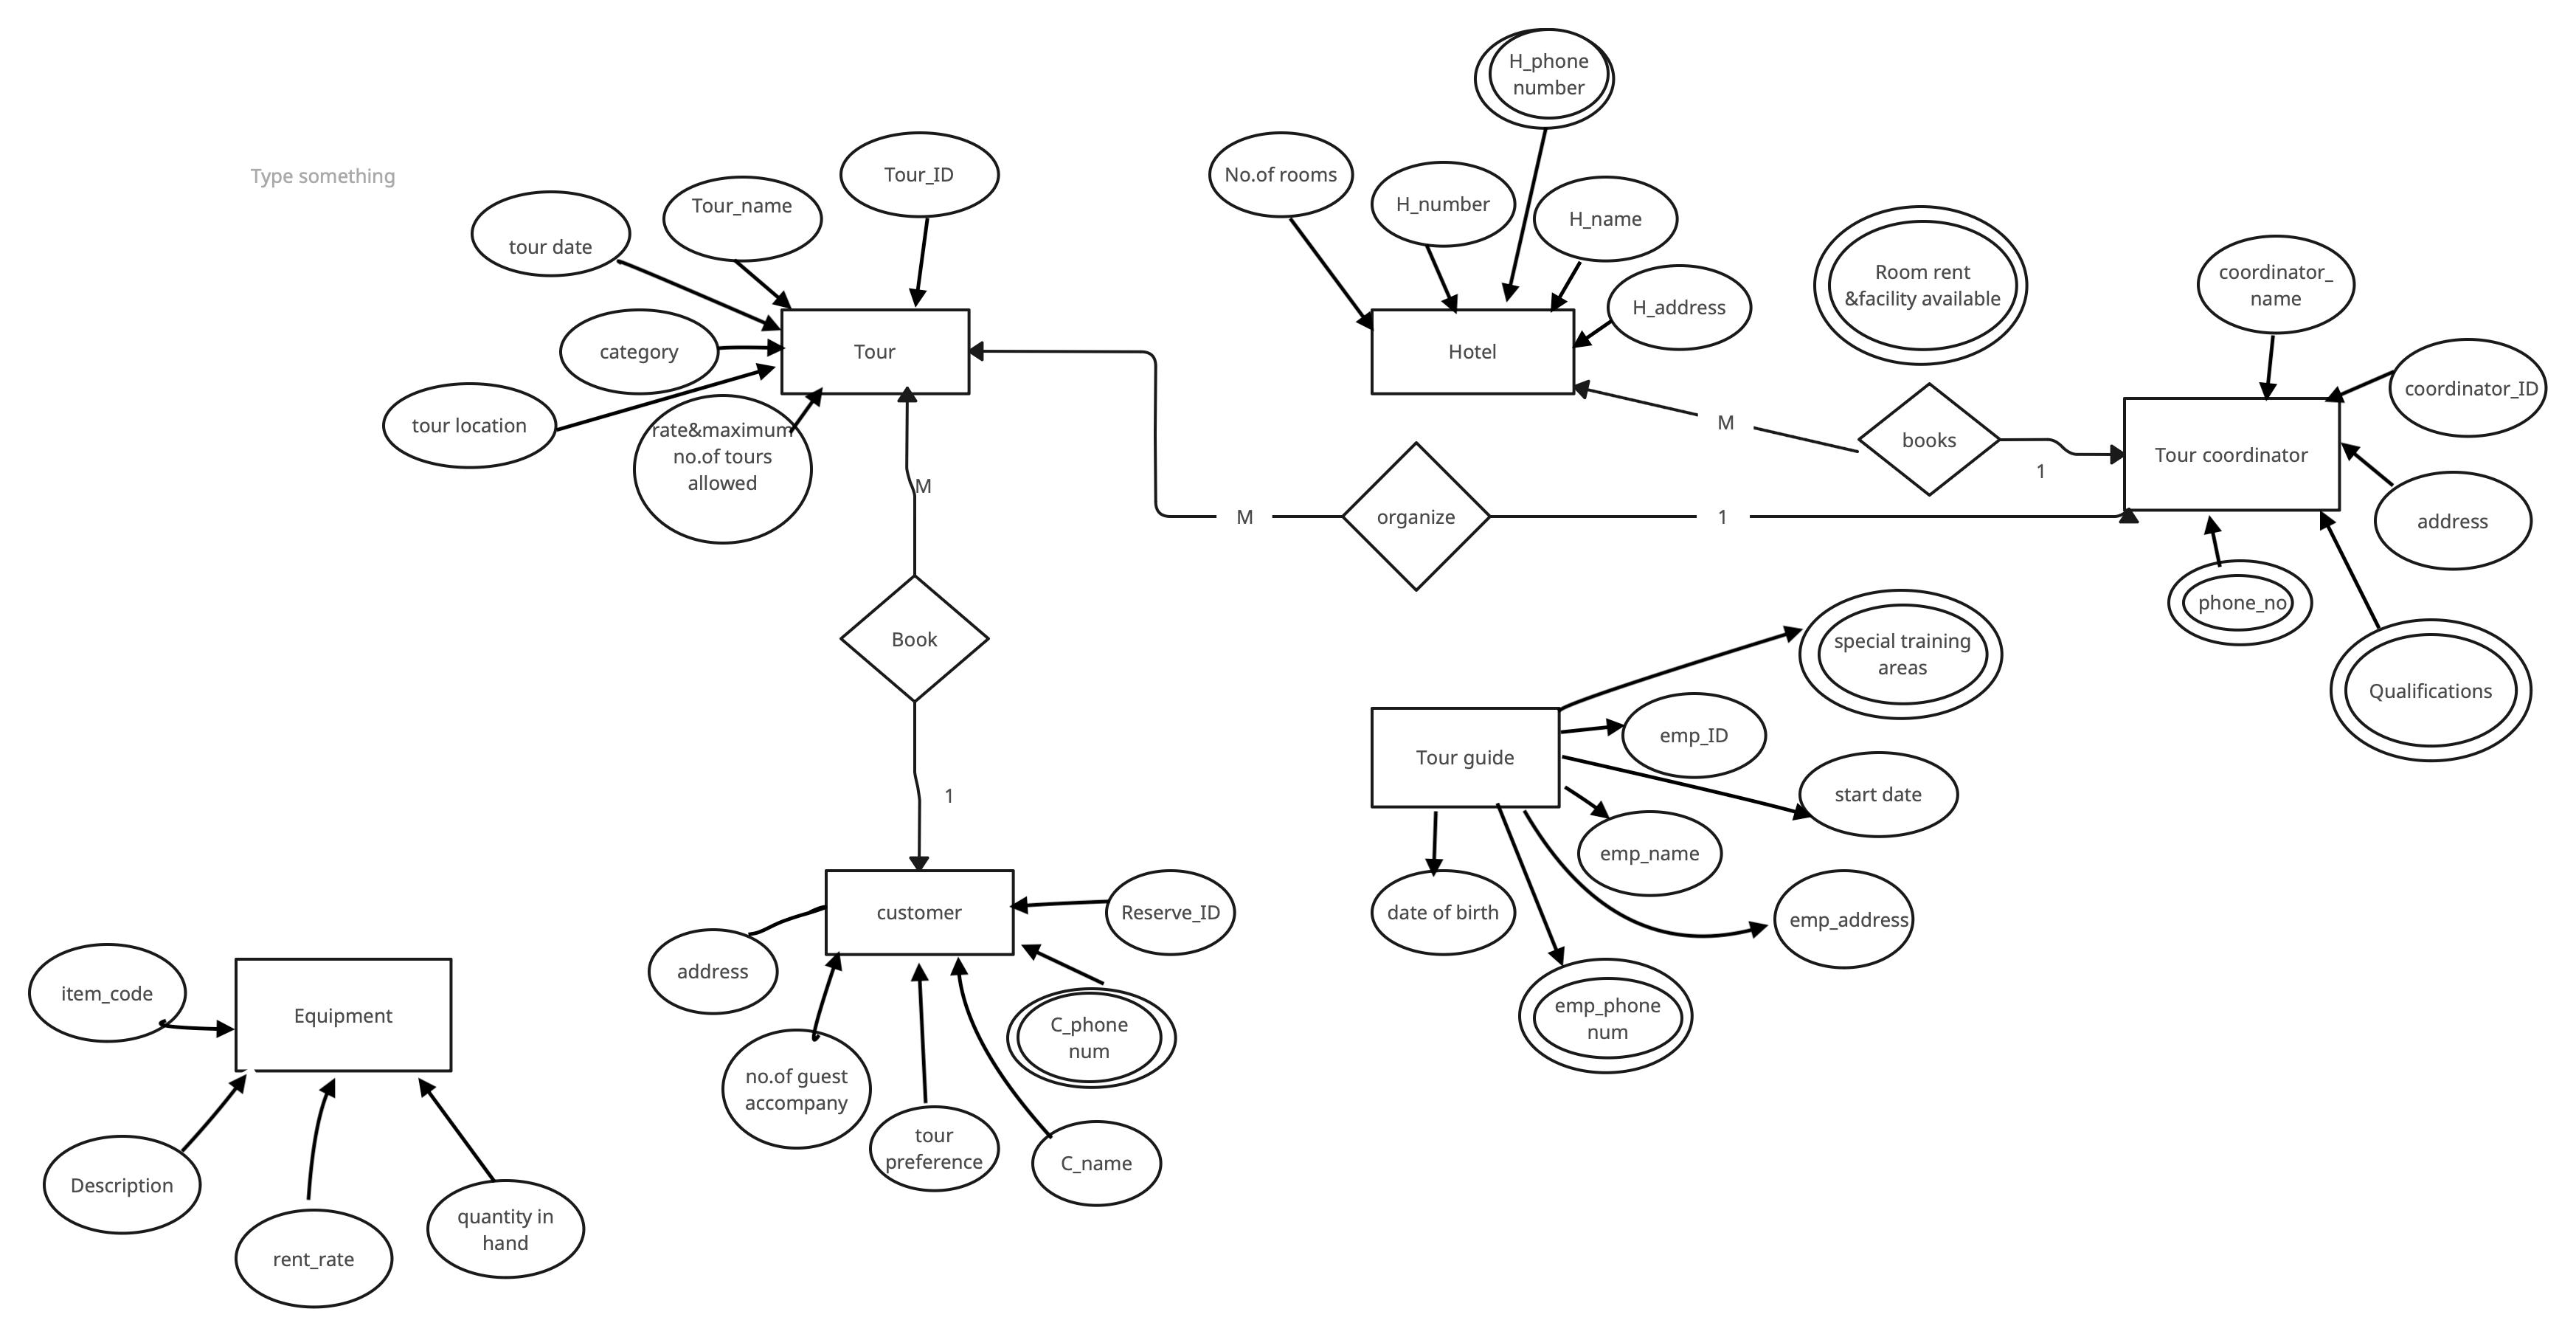 H_phone
number
Type something
Tour_ID
No.of rooms
Tour_name
H_number
H_name
tour date
Room rent
&facility available
coordinator_
name
H_address
category
Tour
Hotel
coordinator_ID
tour location
rate&maximum
no.of tours
allowed
M
books
Tour coordinator
1
M
M
organize
1
address
phone_no
Book
special training
areas
Qualifications
emp_ID
Tour guide
1
start date
emp_name
customer
Reserve_ID
date of birth
emp_address
address
item_code
Equipment
C_phone
num
emp_phone
num
no.of guest
accompany
tour
preference
C_name
Description
quantity in
hand
rent_rate